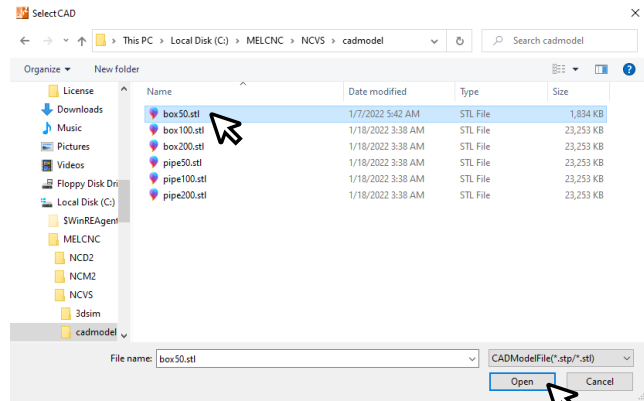 SelectCAD
This PC > Local Disk (C:) > MELCNC > NCVS > cadmodel
Search cadmodel
Organize New folder
Name Date modified Type Size
License
Downloads
Music
Pictures
Videos
Floppy Disk Dri
Local Disk (C:)
$WinREAgent
MELCNC
NCD2
NCM2
NCVS
3dsim
cadmodel
box50.stl 1/7/2022 5:42 AM STL File 1,834 KB
box100.stl 1/18/2022 3:38 AM STL File 23,253 KB
box200.stl 1/18/2022 3:38 AM STL File 23,253 KB
pipe50.stl 1/18/2022 3:38 AM STL File 23,253 KB
pipe100.stl 1/18/2022 3:38 AM STL File 23,253 KB
pipe200.stl 1/18/2022 3:38 AM STL File 23,253 KB
File name: box50.stl CADModelFile(*.stp/*.stl)
Open Cancel